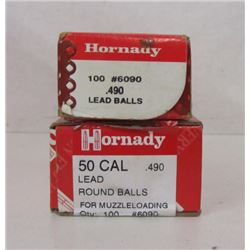 Hornady
100 #6090
.490
LEAD BALLS
Hornady
50 CAL .490
LEAD
ROUND BALLS
FOR MUZZLELOADING
Qty: 100 #6090